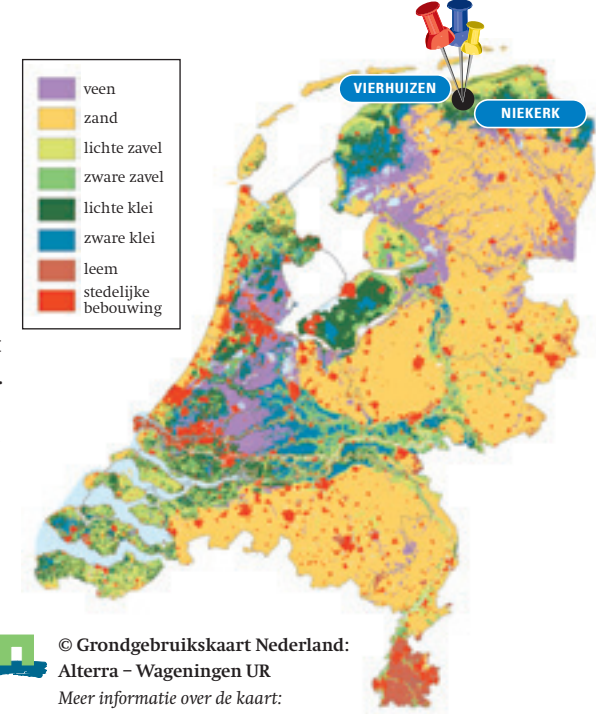 VIERHUIZEN
NIEKERK
veen
zand
lichte zavel
zware zavel
lichte klei
zware klei
leem
stedelijke
bebouwing
© Grondgebruikskaart Nederland:
Alterra – Wageningen UR
Meer informatie over de kaart: